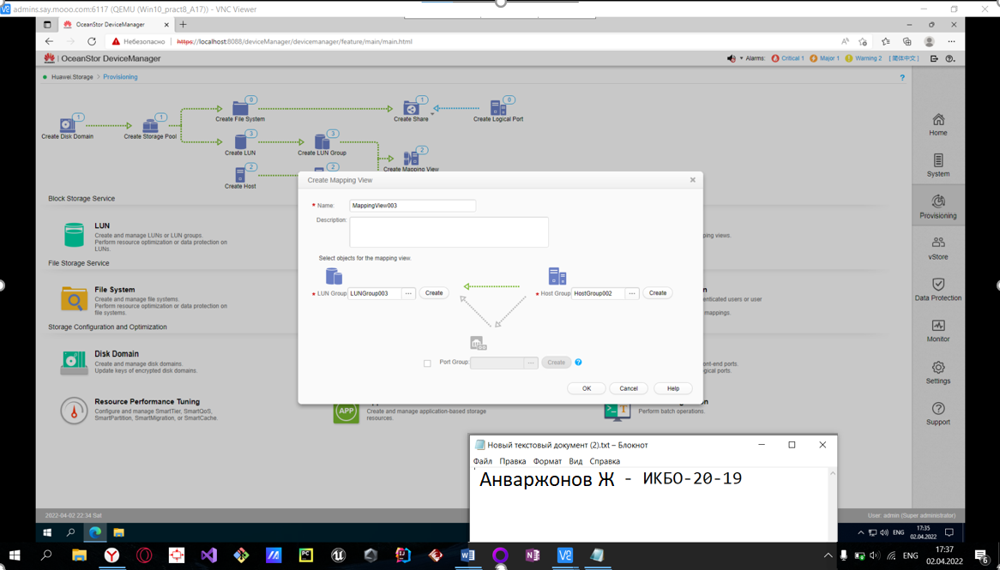 admins.say.mooo.com:6117 (QEMU (Win10_pract8_A17)) - VNC Viewer
OceanStor DeviceManager
Небезопасно https://localhost:8088/deviceManager/devicemanager/feature/main/main.html
OceanStor DeviceManager
Alarms: Critical 1 Major 1 Warning 2 [简体中文]
Huawei.Storage > Provisioning
Create Disk Domain 1
Create Storage Pool 1
Create File System 0
Create Share 1
Create Logical Port 0
Create LUN 3
Create LUN Group 3
Create Mapping View 2
Create Host 2
2
Block Storage Service
LUN
Create and manage LUNs or LUN groups.
Perform resource optimization or data protection on
LUNs.
ping views.
File Storage Service
File System
Create and manage file systems.
Perform resource optimization or data protection on
file systems.
n
enticated users or user
mappings.
Storage Configuration and Optimization
Disk Domain
Create and manage disk domains.
Update keys of encrypted disk domains.
ont-end ports.
gical ports.
Resource Performance Tuning
Configure and manage SmartTier, SmartQoS,
SmartPartition, SmartMigration, or SmartCache.
APP
Create and manage application-based storage
resources.
on
Perform batch operations.
Create Mapping View
* Name: MappingView003
Description:
Select objects for the mapping view.
* LUN Group: LUNGroup003 ... Create
* Host Group: HostGroup002 ... Create
Port Group: ... Create
OK Cancel Help
Home
System
Provisioning
vStore
Data Protection
Monitor
Settings
Support
Новый текстовый документ (2).txt – Блокнот
Файл Правка Формат Вид Справка
Анваржонов Ж - ИКБО-20-19
2022-04-02 22:34 Sat
User: admin (Super administrator)
ENG 17:35
02.04.2022
ENG 17:37
02.04.2022
6